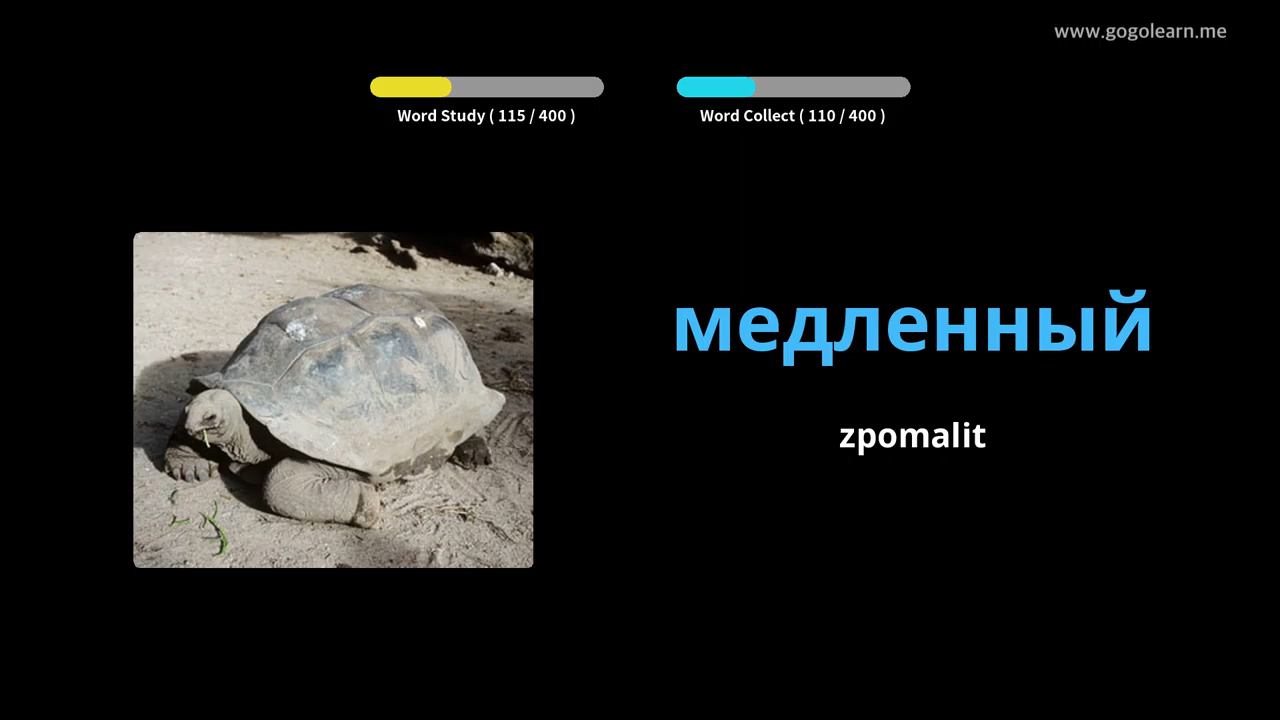 www.gogolearn.me
Word Study ( 115 / 400 )
Word Collect ( 110 / 400 )
медленный
zpomalit